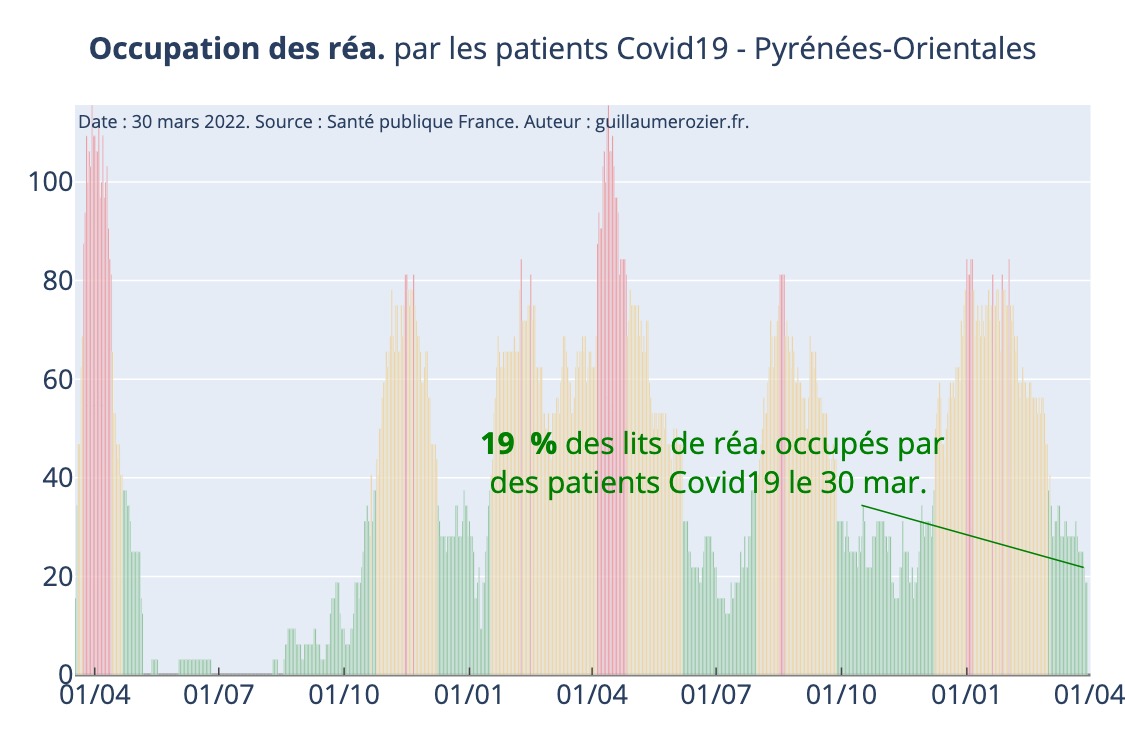 Occupation des réa. par les patients Covid19 - Pyrénées-Orientales
Date : 30 mars 2022. Source : Santé publique France. Auteur : guillaumerozier.fr.
100
80
60
40
20
0
19 % des lits de réa. occupés par
des patients Covid19 le 30 mar.
01/04 01/07 01/10 01/01 01/04 01/07 01/10 01/01 01/04